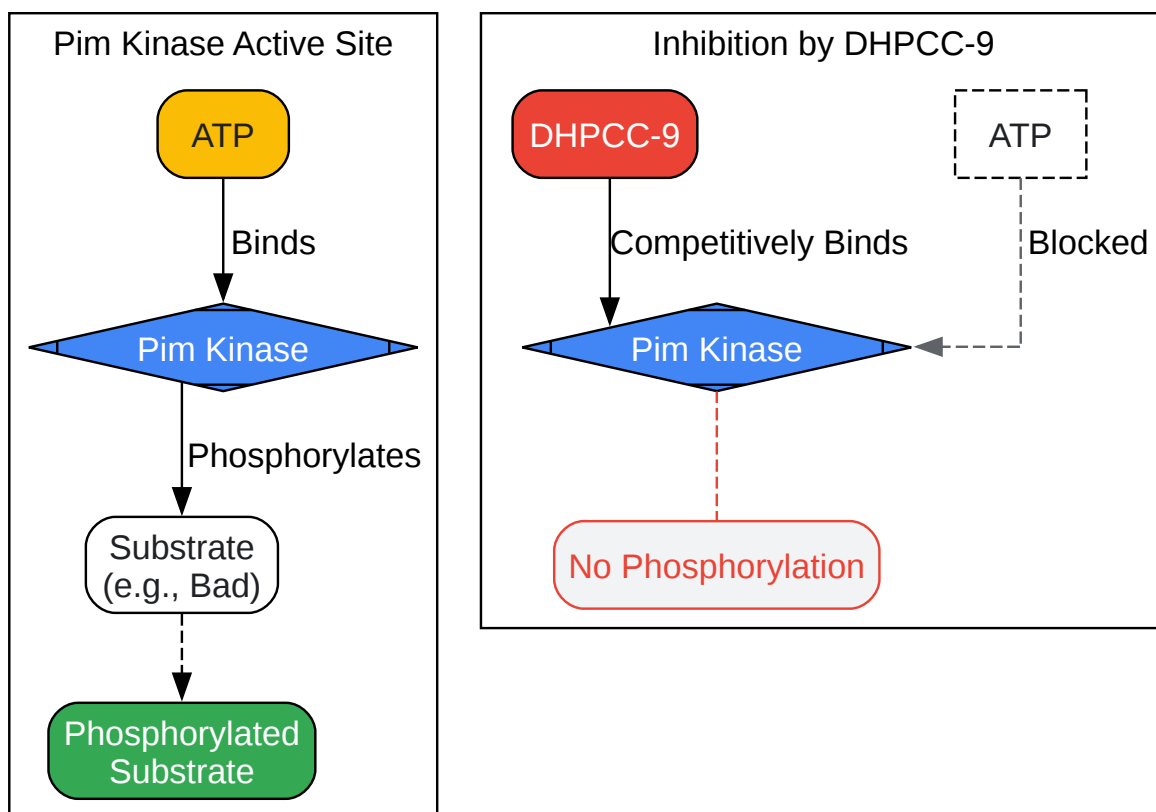 Pim Kinase Active Site
ATP
Binds
Pim Kinase
Phosphorylates
Substrate
(e.g., Bad)
Phosphorylated
Substrate
Inhibition by DHPCC-9
DHPCC-9
ATP
Competitively Binds
Blocked
Pim Kinase
No Phosphorylation